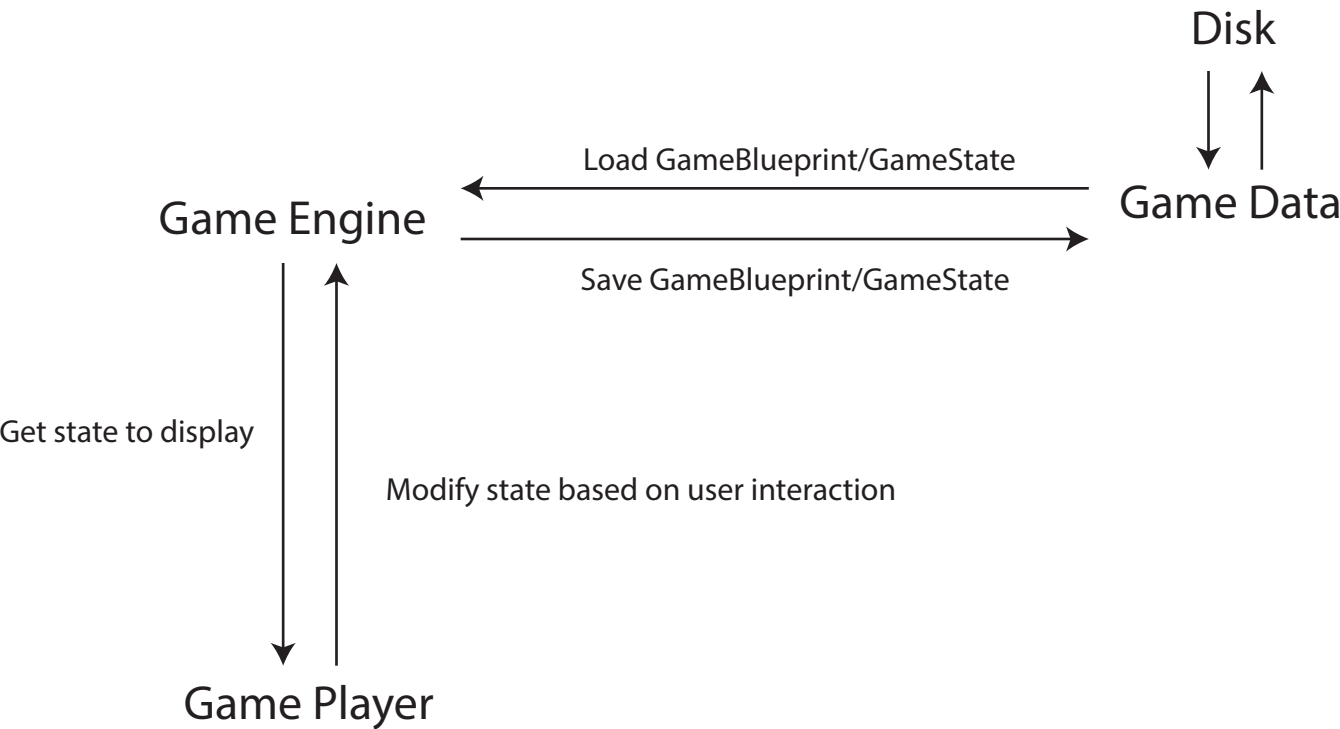 Disk
Load GameBlueprint/GameState
Game Data
Game Engine
Save GameBlueprint/GameState
Get state to display
Modify state based on user interaction
Game Player